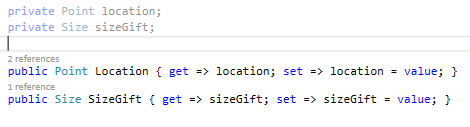 private Point location;
private Size sizeGift;
2 references
public Point Location { get => location; set => location = value; }
1 reference
public Size SizeGift { get => sizeGift; set => sizeGift = value; }